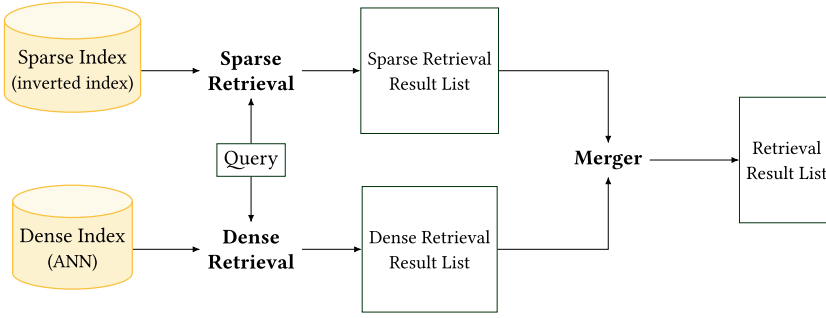 Sparse Index
(inverted index)
Sparse
Retrieval
Sparse Retrieval
Result List
Query
Merger
Retrieval
Result List
Dense Index
(ANN)
Dense
Retrieval
Dense Retrieval
Result List